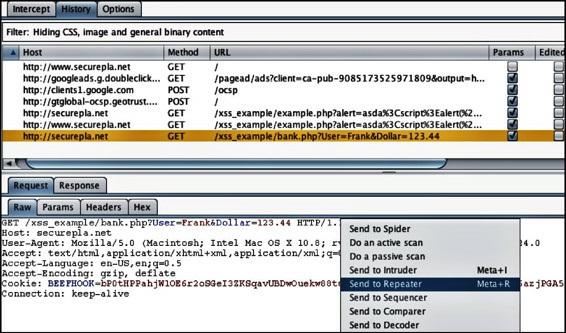 Intercept History Options
Filter: Hiding CSS, image and general binary content
Host Method URL Params Edited
http://www.securepla.net GET /
http://googleads.g.doubleclick... GET /pagead/ads?client=ca-pub-9085173525971809&output=h...
http://clients1.google.com POST /ocsp
http://gtglobal-ocsp.geotrust.... POST /
http://securepla.net GET /xss_example/example.php?alert=asda%3Cscript%3Ealert(%2...
http://www.securepla.net GET /xss_example/example.php?alert=asda%3Cscript%3Ealert(%2...
http://securepla.net GET /xss_example/bank.php?User=Frank&Dollar=123.44
Request Response
Raw Params Headers Hex
GET /xss_example/bank.php?User=Frank&Dollar=123.44 HTTP/1.
Host: securepla.net
User-Agent: Mozilla/5.0 (Macintosh; Intel Mac OS X 10.8; 24.0
Accept: text/html,application/xhtml+xml,application/xml;q=
Accept-Language: en-US,en;q=0.5
Accept-Encoding: gzip, deflate
Cookie:
Connection: keep-alive
Send to Spider
Do an active scan
Do a passive scan
Send to Intruder Meta+I
Send to Repeater Meta+R
Send to Sequencer
Send to Comparer
Send to Decoder